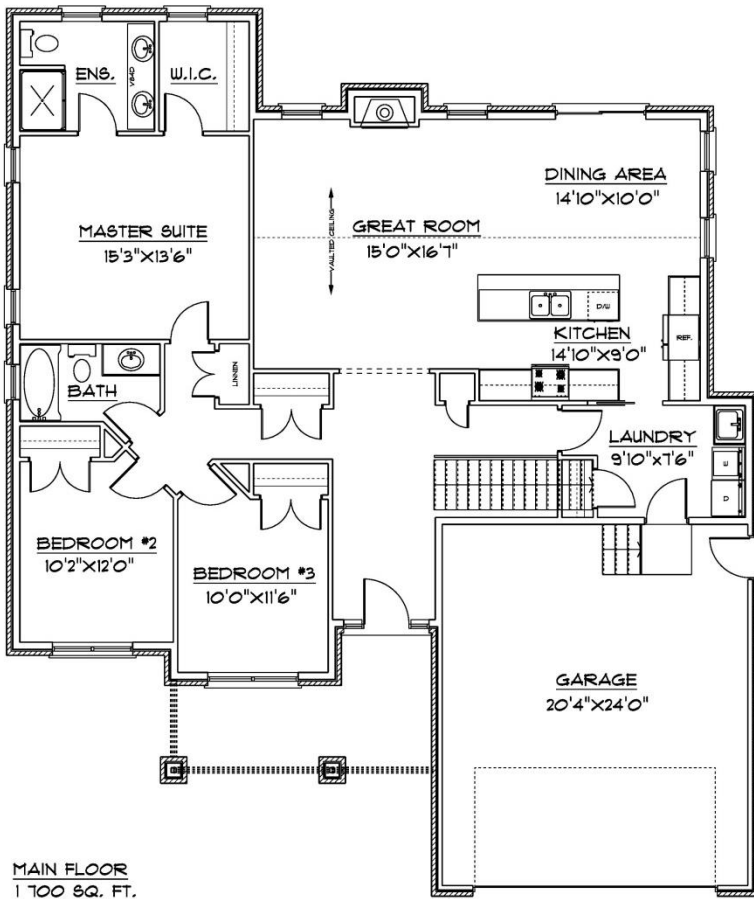 ENS.
VBAD
W.I.C.
DINING AREA
14'10"X10'0"
MASTER SUITE
15'3"X13'6"
VAULTED CEILING
GREAT ROOM
15'0"X16'7"
D/W
KITCHEN
14'10"X9'0"
REF.
BATH
LINNEN
LAUNDRY
9'10"X7'6"
W
D
BEDROOM #2
10'2"X12'0"
BEDROOM #3
10'0"X11'6"
GARAGE
20'4"X24'0"
MAIN FLOOR
1 700 SQ. FT.